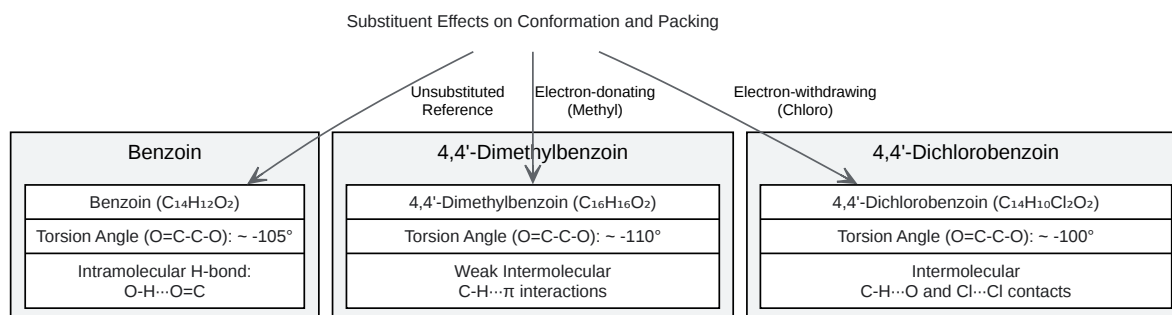 Substituent Effects on Conformation and Packing
Unsubstituted
Reference
Electron-donating
(Methyl)
Electron-withdrawing
(Chloro)
Benzoin
Benzoin (C₁₄H₁₂O₂)
Torsion Angle (O=C-C-O): ~ -105°
Intramolecular H-bond:
O-H···O=C
4,4'-Dimethylbenzoin
4,4'-Dimethylbenzoin (C₁₆H₁₆O₂)
Torsion Angle (O=C-C-O): ~ -110°
Weak Intermolecular
C-H···π interactions
4,4'-Dichlorobenzoin
4,4'-Dichlorobenzoin (C₁₄H₁₀Cl₂O₂)
Torsion Angle (O=C-C-O): ~ -100°
Intermolecular
C-H···O and Cl···Cl contacts